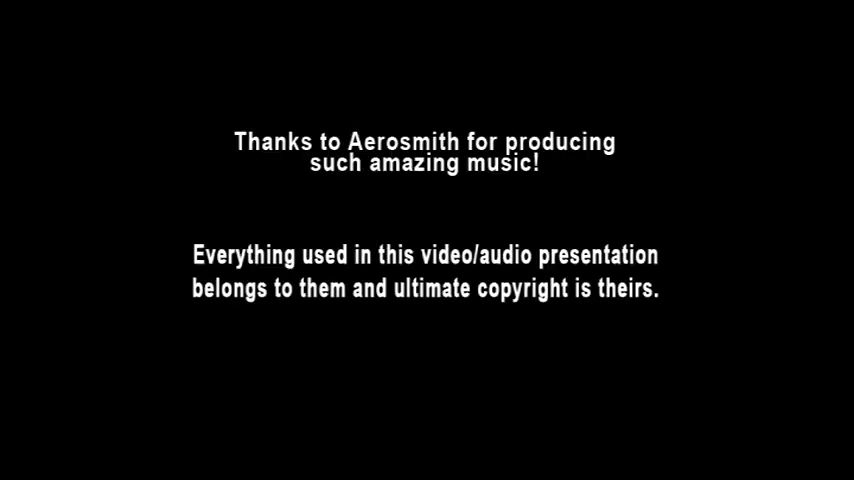 Thanks to Aerosmith for producing
such amazing music!
Everything used in this video/audio presentation
belongs to them and ultimate copyright is theirs.